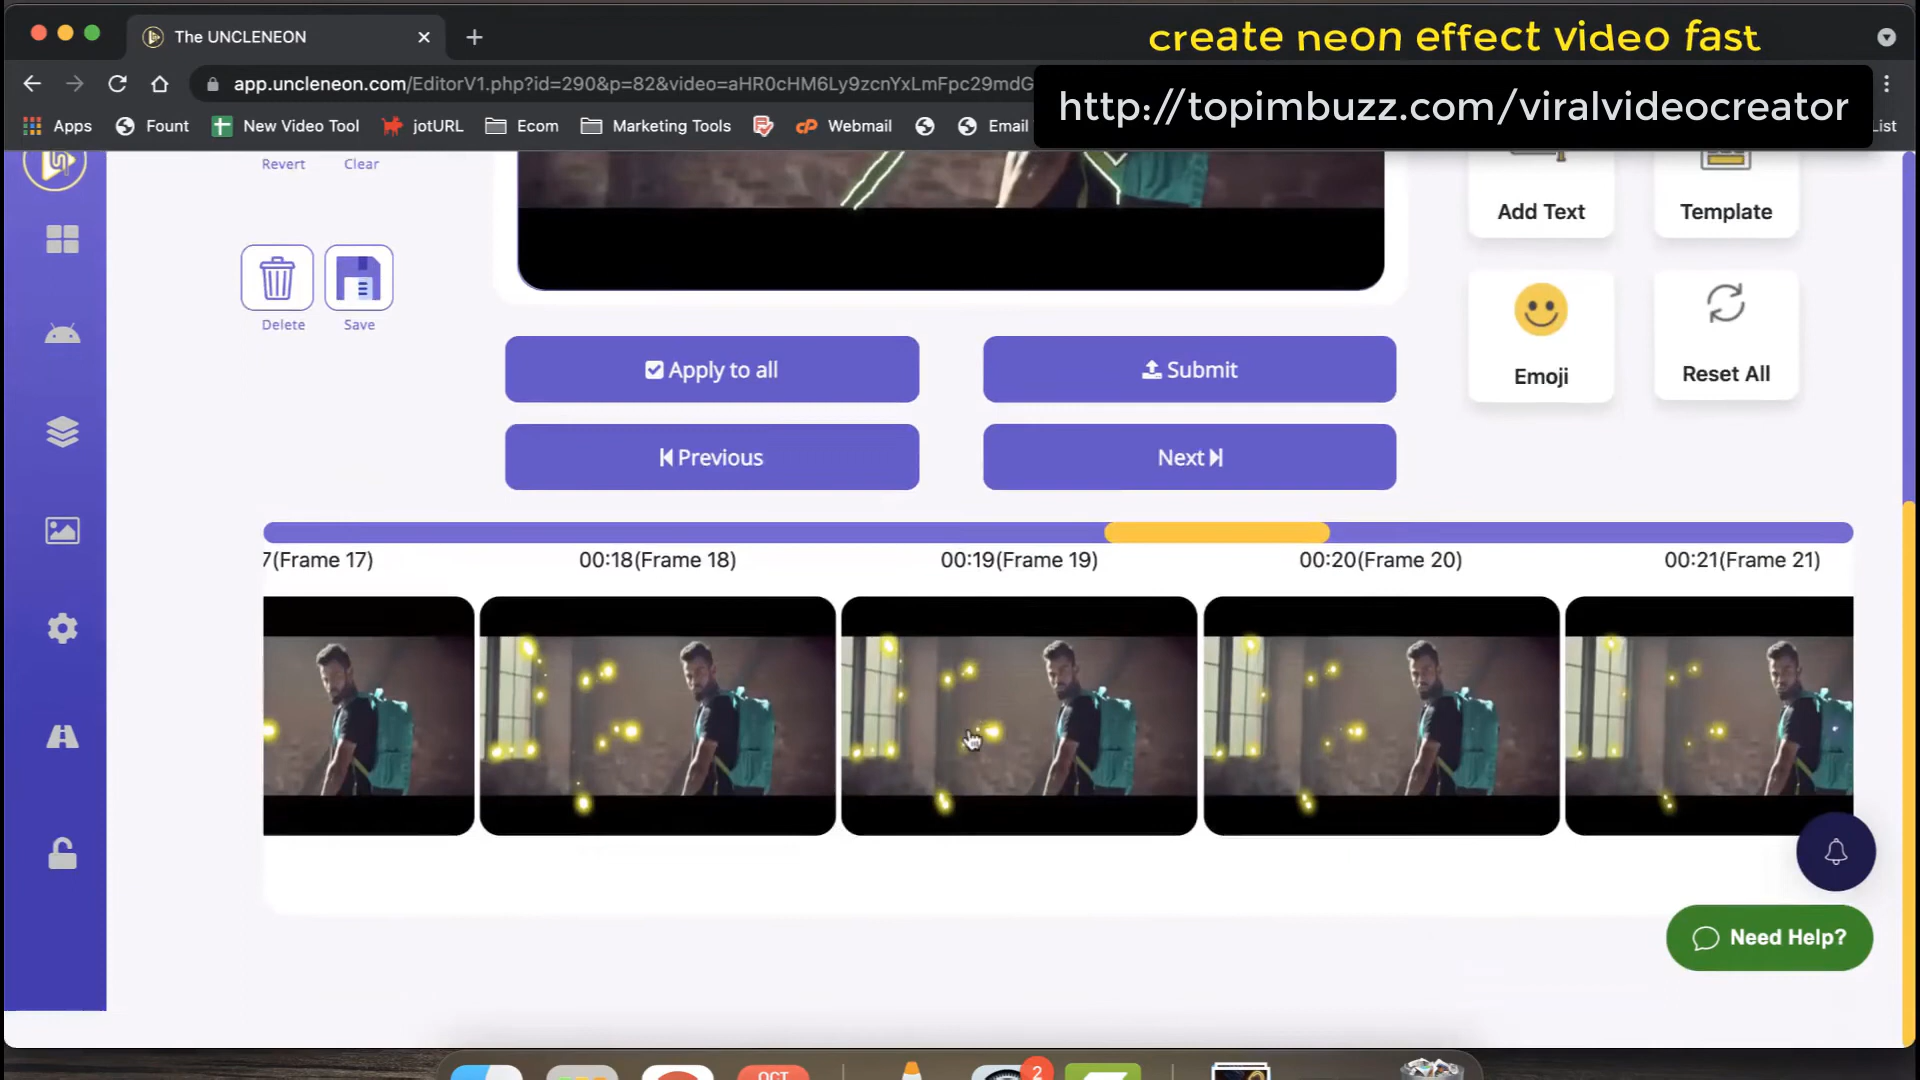 The UNCLENEON
create neon effect video fast
app.uncleneon.com/EditorV1.php?id=290&p=82&video=aHR0cHM6Ly9zcnYxLmFpc29mdG
http://topimbuzz.com/viralvideocreator
Apps
Fount
New Video Tool
jotURL
Ecom
Marketing Tools
Webmail
Email
List
Revert
Clear
Add Text
Template
Delete
Save
Apply to all
Submit
Emoji
Reset All
Previous
Next
7(Frame 17)
00:18(Frame 18)
00:19(Frame 19)
00:20(Frame 20)
00:21(Frame 21)
Need Help?
OCT
2